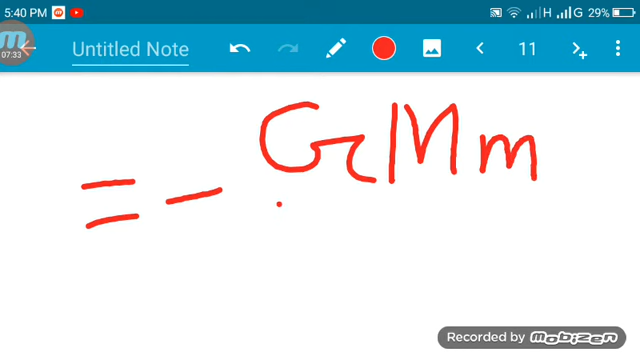 5:40 PM H G 29%
Untitled Note 11
07:33
= - GMm
Recorded by mobizen